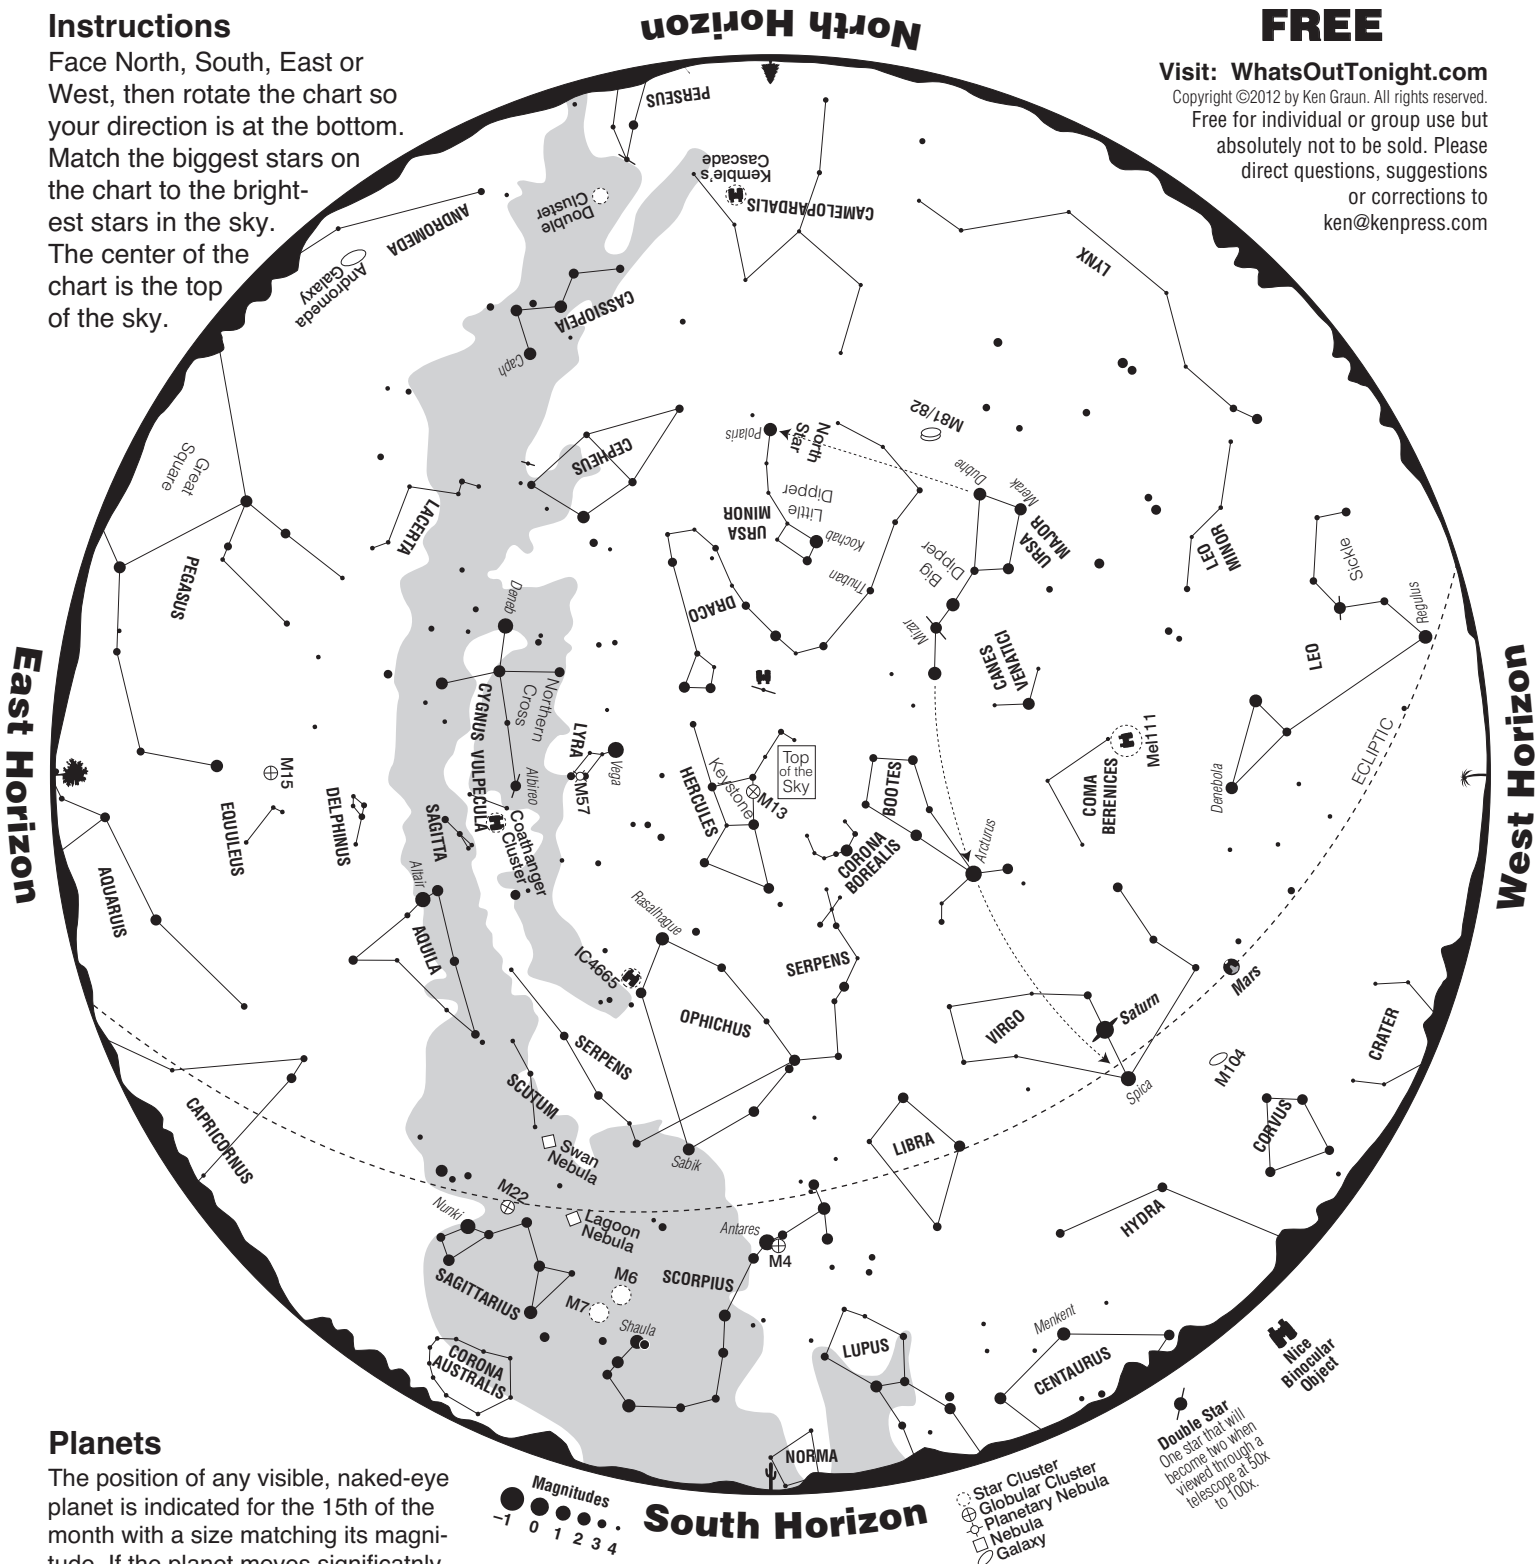 Instructions
Face North, South, East or
West, then rotate the chart so
your direction is at the bottom.
Match the biggest stars on
the chart to the bright-
est stars in the sky.
The center of the
chart is the top
of the sky.
North Horizon
FREE
Visit: WhatsOutTonight.com
Copyright ©2012 by Ken Graun. All rights reserved.
Free for individual or group use but
absolutely not to be sold. Please
direct questions, suggestions
or corrections to
ken@kenpress.com
PERSEUS
Kemble's
Cascade
CAMELOPARDALIS
Double
Cluster
ANDROMEDA
Andromeda
Galaxy
CASSIOPEIA
Caph
LYNX
M81/82
Polaris
North
Star
CEPHEUS
Great
Square
LACERTA
PEGASUS
Little
Dipper
URSA
MINOR
Kochab
Thuban
DRACO
Dubhe
Merak
URSA
MAJOR
Big
Dipper
Mizar
CANES
VENATICI
LEO
MINOR
Sickle
Regulus
LEO
Denebola
ECLIPTIC
Mel111
COMA
BERENICES
East Horizon
West Horizon
Deneb
Northern
Cross
CYGNUS
VULPECULA
Albireo
Coathanger
Cluster
LYRA
Vega
M57
HERCULES
Keystone
M13
Top
of the
Sky
BOOTES
CORONA
BOREALIS
Arcturus
M15
EQUULEUS
DELPHINUS
SAGITTA
Altair
AQUILA
AQUARUIS
CAPRICORNUS
Rasalhague
IC4665
OPHICHUS
SERPENS
SERPENS
SCUTUM
Swan
Nebula
Sabik
VIRGO
Saturn
Spica
Mars
M104
CRATER
CORVUS
HYDRA
LIBRA
M22
Nunki
Lagoon
Nebula
SAGITTARIUS
M6
M7
Shaula
SCORPIUS
Antares
M4
CORONA
AUSTRALIS
LUPUS
NORMA
Menkent
CENTAURUS
South Horizon
Nice
Binocular
Object
Double Star
One star that will
become two when
viewed through a
telescope at 50x
to 100x.
Star Cluster
Globular Cluster
Planetary Nebula
Nebula
Galaxy
Magnitudes
–1 0 1 2 3 4
Planets
The position of any visible, naked-eye
planet is indicated for the 15th of the
month with a size matching its magni-
tude. If the planet moves significatnly